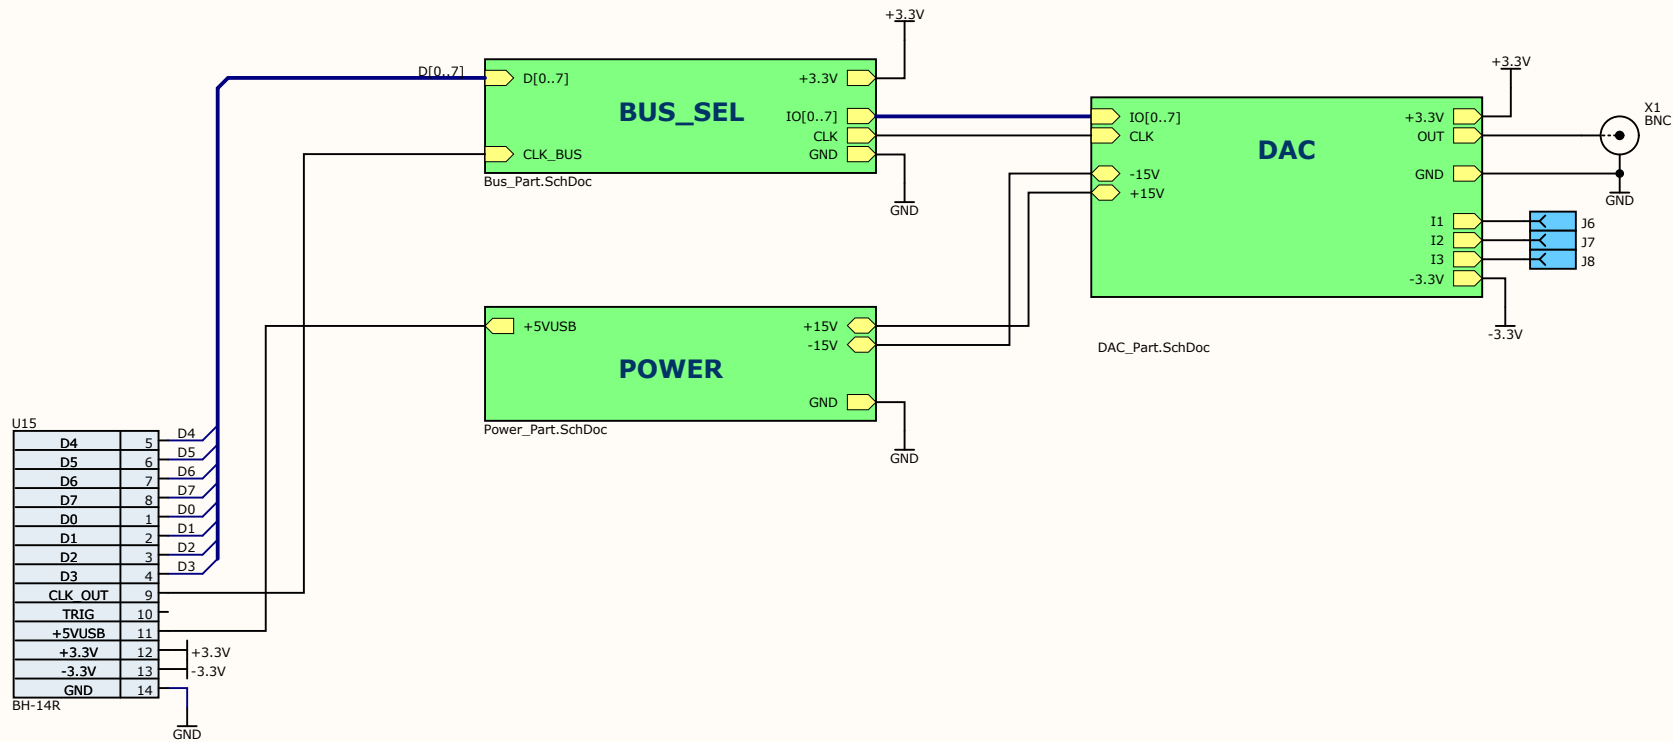 +3.3V
D[0..7]
D[0..7]
+3.3V
BUS_SEL
IO[0..7]
CLK
CLK_BUS
GND
Bus_Part.SchDoc
GND
+3.3V
IO[0..7]
+3.3V
CLK
OUT
DAC
-15V
GND
+15V
I1
I2
I3
-3.3V
X1
BNC
GND
J6
J7
J8
-3.3V
DAC_Part.SchDoc
+5VUSB
+15V
-15V
POWER
GND
Power_Part.SchDoc
GND
U15
D4 5 D4
D5 6 D5
D6 7 D6
D7 8 D7
D0 1 D0
D1 2 D1
D2 3 D2
D3 4 D3
CLK_OUT 9
TRIG 10
+5VUSB 11
+3.3V 12 +3.3V
-3.3V 13 -3.3V
GND 14
BH-14R
GND